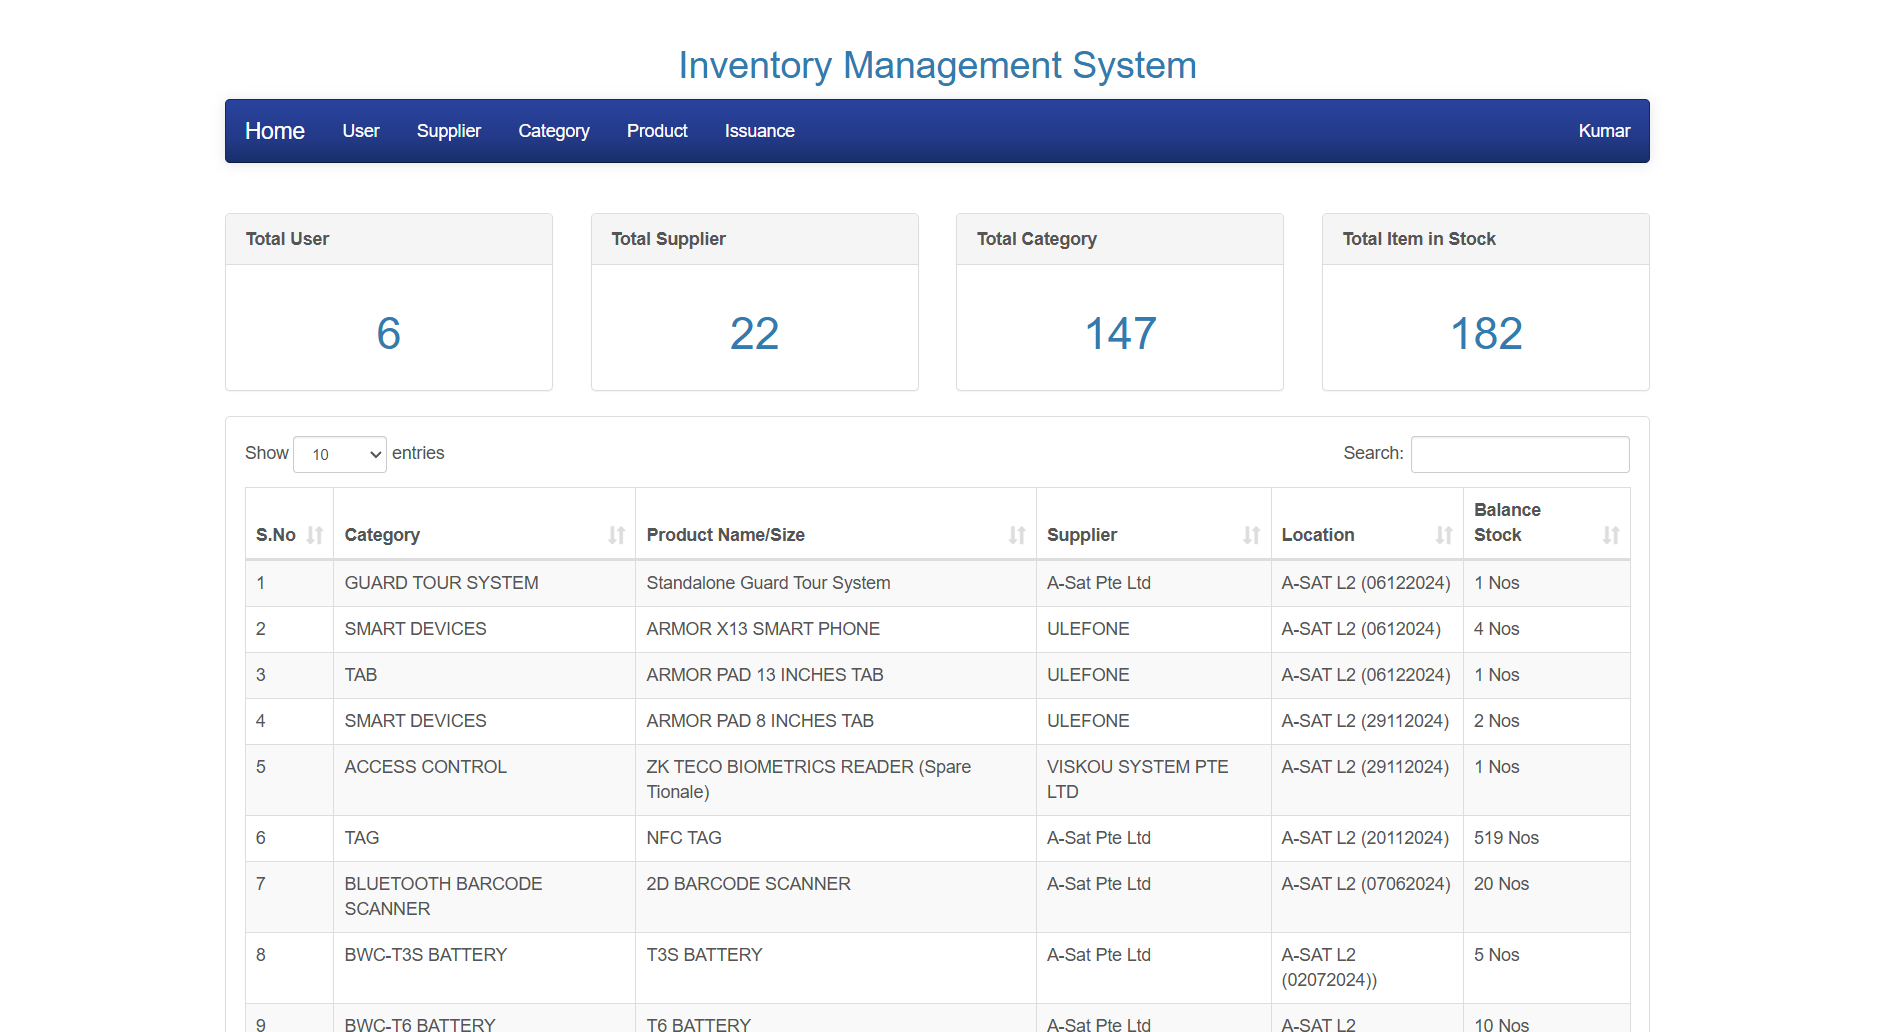 Inventory Management System
Home User Supplier Category Product Issuance Kumar
Total User Total Supplier Total Category Total Item in Stock
6 22 147 182
Show 10 entries Search:
S.No Category Product Name/Size Supplier Location Balance Stock
1 GUARD TOUR SYSTEM Standalone Guard Tour System A-Sat Pte Ltd A-SAT L2 (06122024) 1 Nos
2 SMART DEVICES ARMOR X13 SMART PHONE ULEFONE A-SAT L2 (0612024) 4 Nos
3 TAB ARMOR PAD 13 INCHES TAB ULEFONE A-SAT L2 (06122024) 1 Nos
4 SMART DEVICES ARMOR PAD 8 INCHES TAB ULEFONE A-SAT L2 (29112024) 2 Nos
5 ACCESS CONTROL ZK TECO BIOMETRICS READER (Spare Tionale) VISKOU SYSTEM PTE LTD A-SAT L2 (29112024) 1 Nos
6 TAG NFC TAG A-Sat Pte Ltd A-SAT L2 (20112024) 519 Nos
7 BLUETOOTH BARCODE SCANNER 2D BARCODE SCANNER A-Sat Pte Ltd A-SAT L2 (07062024) 20 Nos
8 BWC-T3S BATTERY T3S BATTERY A-Sat Pte Ltd A-SAT L2 (02072024)) 5 Nos
9 BWC-T6 BATTERY T6 BATTERY A-Sat Pte Ltd A-SAT L2 10 Nos